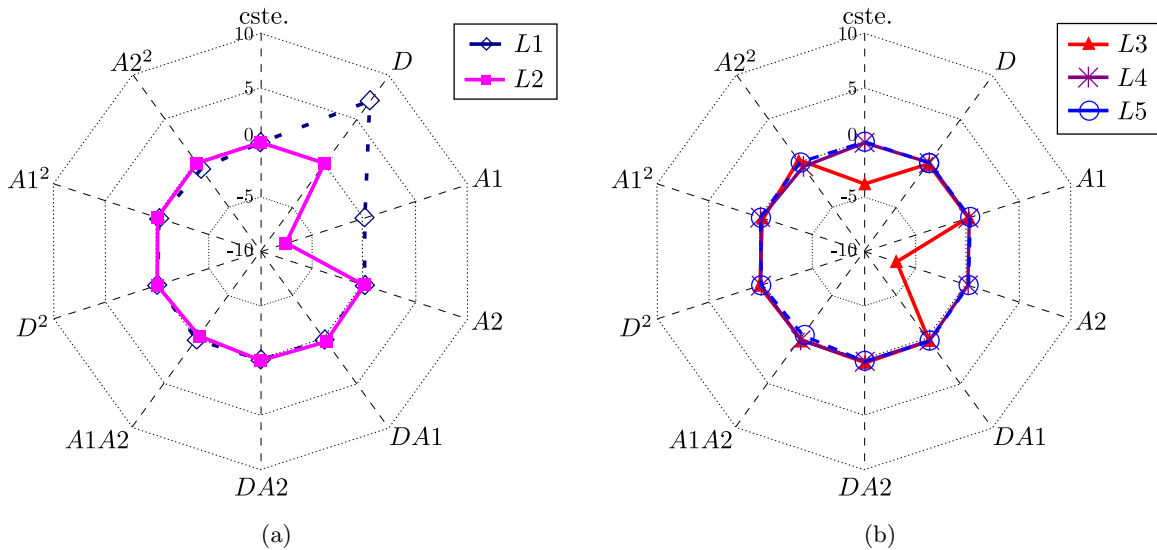 cste.
10
D
5
A1
0
-5
-10
A2
DA1
DA2
A1A2
D²
A1²
A2²
L1
L2
(a)
cste.
10
D
5
A1
0
-5
-10
A2
DA1
DA2
A1A2
D²
A1²
A2²
L3
L4
L5
(b)